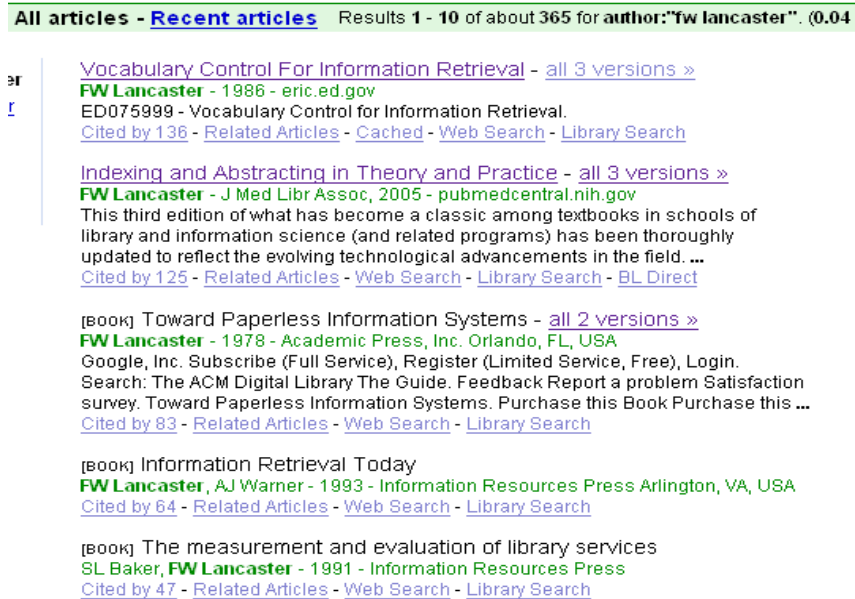 All articles - Recent articles Results 1 - 10 of about 365 for author:"fw lancaster". (0.04
er
r
Vocabulary Control For Information Retrieval - all 3 versions »
FW Lancaster - 1986 - eric.ed.gov
ED075999 - Vocabulary Control for Information Retrieval.
Cited by 136 - Related Articles - Cached - Web Search - Library Search
Indexing and Abstracting in Theory and Practice - all 3 versions »
FW Lancaster - J Med Libr Assoc, 2005 - pubmedcentral.nih.gov
This third edition of what has become a classic among textbooks in schools of
library and information science (and related programs) has been thoroughly
updated to reflect the evolving technological advancements in the field. ...
Cited by 125 - Related Articles - Web Search - Library Search - BL Direct
[BOOK] Toward Paperless Information Systems - all 2 versions »
FW Lancaster - 1978 - Academic Press, Inc. Orlando, FL, USA
Google, Inc. Subscribe (Full Service), Register (Limited Service, Free), Login.
Search: The ACM Digital Library The Guide. Feedback Report a problem Satisfaction
survey. Toward Paperless Information Systems. Purchase this Book Purchase this ...
Cited by 83 - Related Articles - Web Search - Library Search
[BOOK] Information Retrieval Today
FW Lancaster, AJ Warner - 1993 - Information Resources Press Arlington, VA, USA
Cited by 64 - Related Articles - Web Search - Library Search
[BOOK] The measurement and evaluation of library services
SL Baker, FW Lancaster - 1991 - Information Resources Press
Cited by 47 - Related Articles - Web Search - Library Search